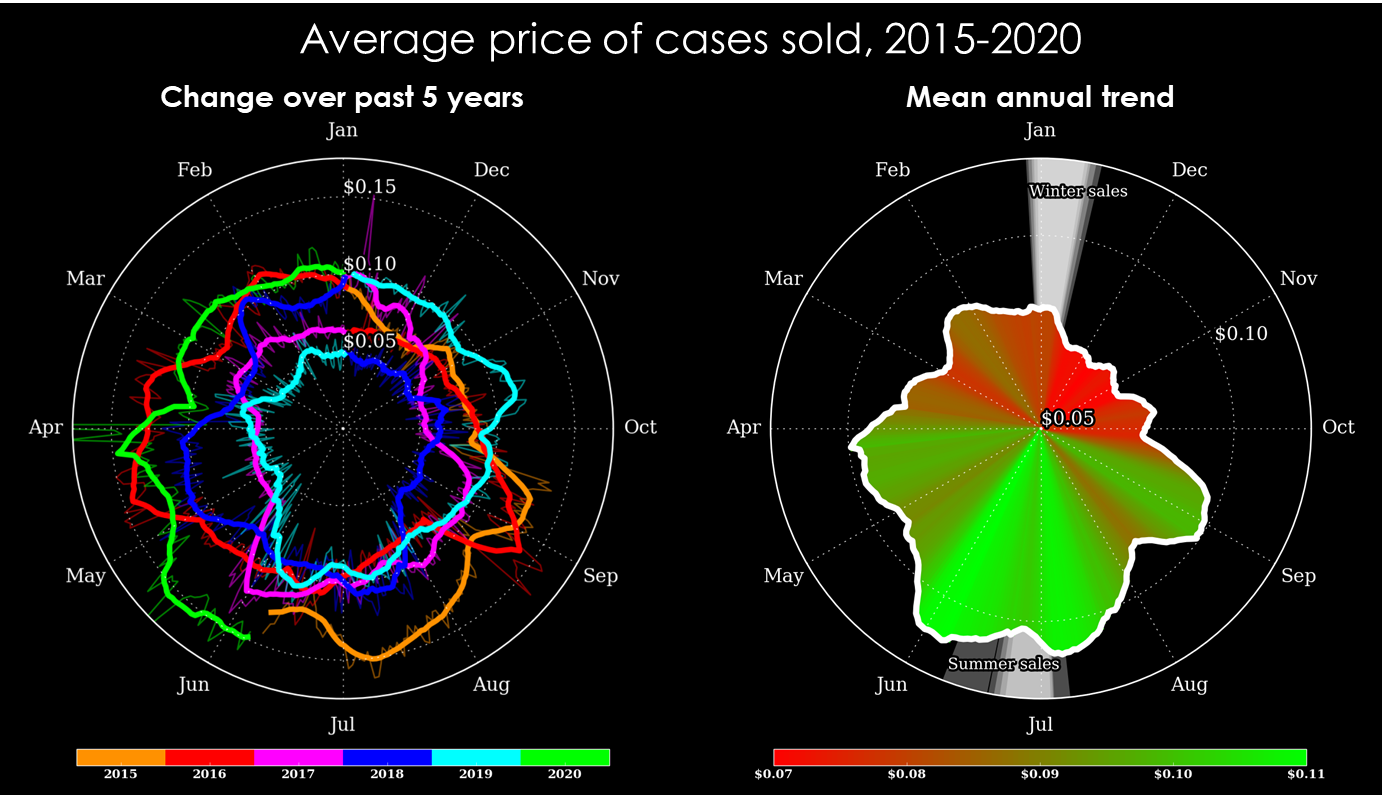 Average price of cases sold, 2015-2020
Change over past 5 years
Jan
Feb
Dec
$0.15
Mar
$0.10
Nov
$0.05
Apr
Oct
May
Sep
Jun
Aug
Jul
2015 2016 2017 2018 2019 2020
Mean annual trend
Jan
Feb
Dec
Winter sales
Mar
Nov
$0.10
$0.05
Apr
Oct
May
Sep
Summer sales
Jun
Aug
Jul
$0.07 $0.08 $0.09 $0.10 $0.11